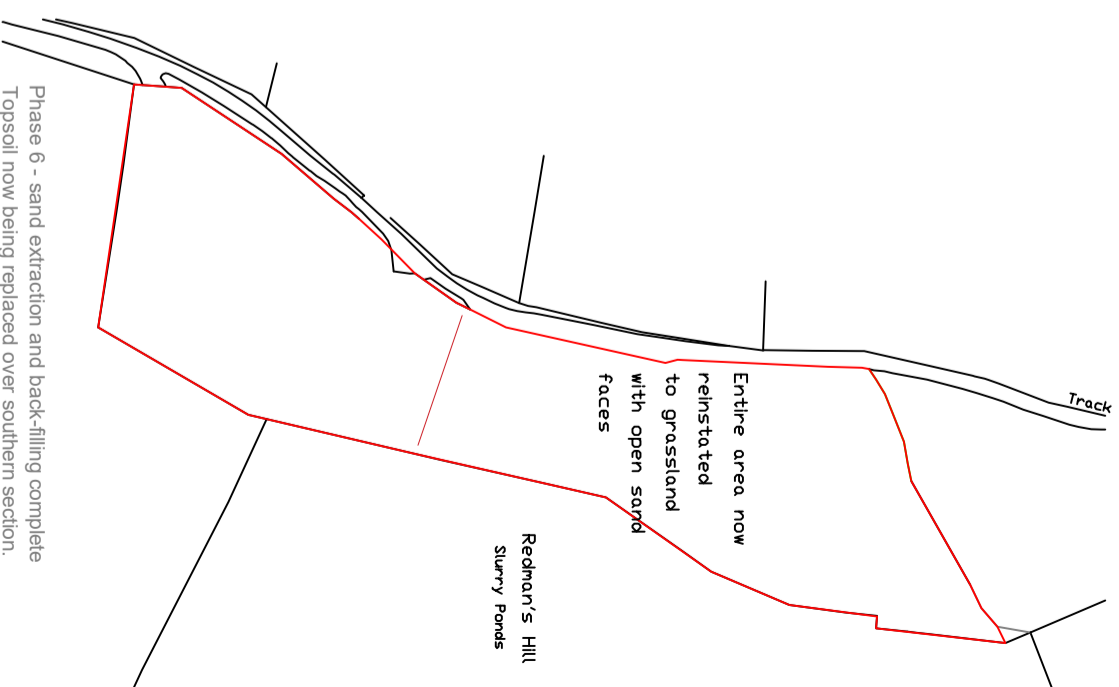 Track
Entire area now
reinstated
to grassland
with open sand
faces
Redman's Hill
Slurry Ponds
Phase 6 - sand extraction and back-filling complete
Topsoil now being replaced over southern section.